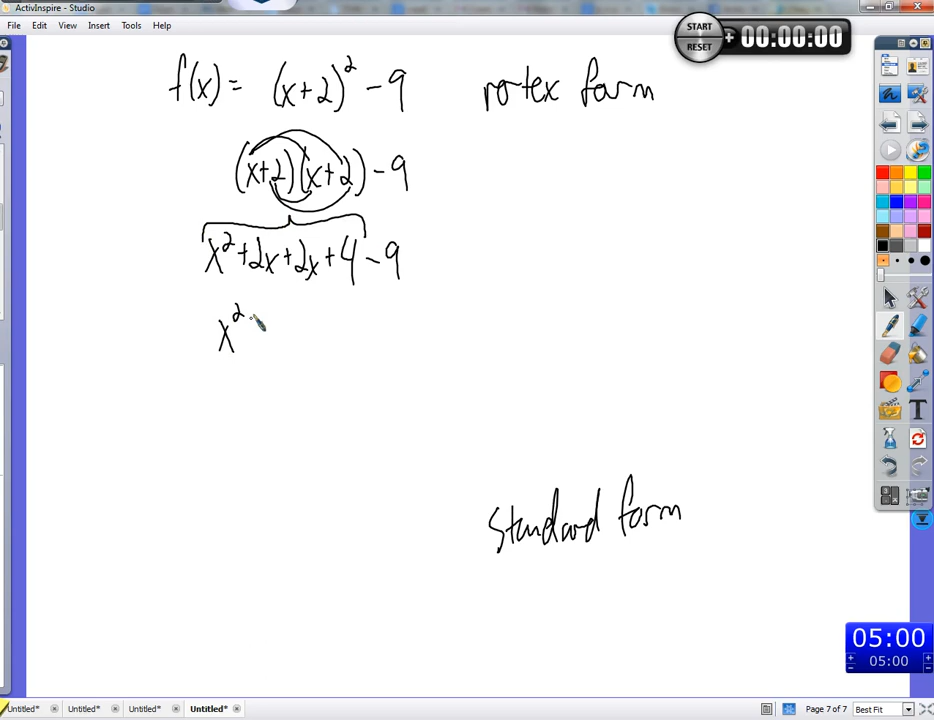 ActivInspire - Studio
File Edit View Insert Tools Help
START
RESET
00:00:00
f(x) = (x+2)² - 9 vertex form
(x+2)(x+2) - 9
x² + 2x + 2x + 4 - 9
x²
standard form
T
05:00
05:00
Untitled* Untitled* Untitled* Untitled* Page 7 of 7 Best Fit